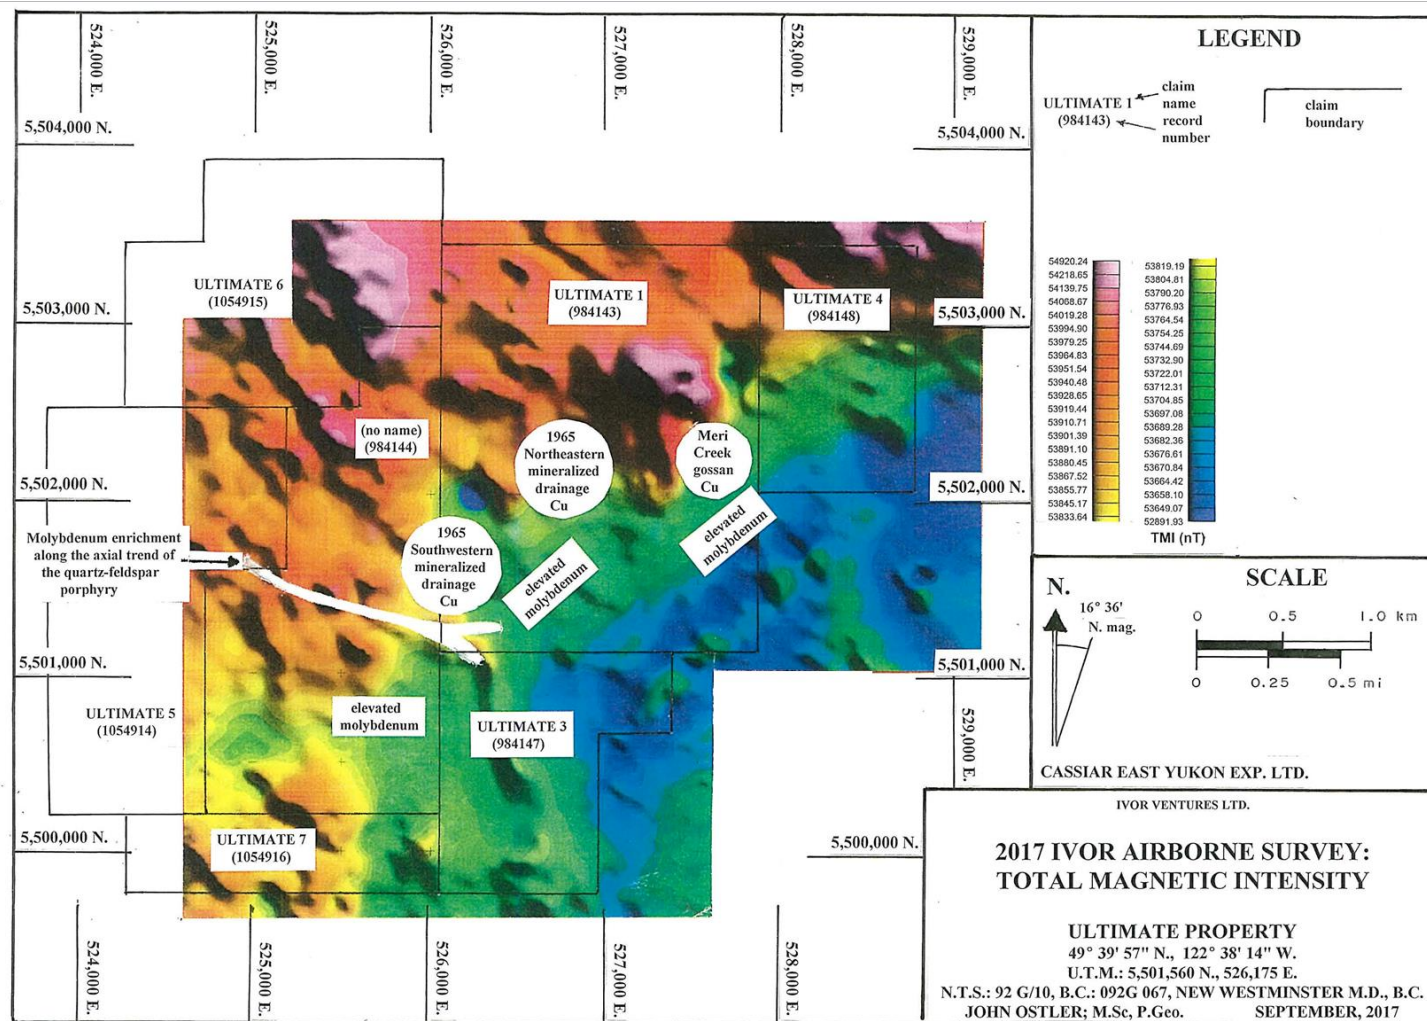 524,000 E.
525,000 E.
526,000 E.
527,000 E.
528,000 E.
529,000 E.
5,504,000 N.
5,504,000 N.
ULTIMATE 6
(1054915)
ULTIMATE 1
(984143)
ULTIMATE 4
(984148)
5,503,000 N.
5,503,000 N.
(no name)
(984144)
1965
Northeastern
mineralized
drainage
Cu
Meri
Creek
gossan
Cu
5,502,000 N.
5,502,000 N.
elevated
molybdenum
Molybdenum enrichment
along the axial trend of
the quartz-feldspar
porphyry
1965
Southwestern
mineralized
drainage
Cu
elevated
molybdenum
5,501,000 N.
5,501,000 N.
ULTIMATE 5
(1054914)
elevated
molybdenum
ULTIMATE 3
(984147)
529,000 E.
5,500,000 N.
5,500,000 N.
ULTIMATE 7
(1054916)
524,000 E.
525,000 E.
526,000 E.
527,000 E.
528,000 E.
LEGEND
ULTIMATE 1
(984143)
claim
name
record
number
claim
boundary
54920.24
54218.65
54139.75
54068.67
54019.28
53994.90
53979.25
53964.83
53951.54
53940.48
53928.65
53919.44
53910.71
53901.39
53891.10
53880.45
53867.52
53855.77
53845.17
53833.64
53819.19
53804.81
53790.20
53776.93
53764.54
53754.25
53744.69
53732.90
53722.01
53712.31
53704.85
53697.08
53689.28
53682.36
53676.61
53670.84
53664.42
53658.10
53649.07
52891.93
TMI (nT)
N.
16° 36'
N. mag.
SCALE
0 0.5 1.0 km
0 0.25 0.5 mi
CASSIAR EAST YUKON EXP. LTD.
IVOR VENTURES LTD.
2017 IVOR AIRBORNE SURVEY:
TOTAL MAGNETIC INTENSITY
ULTIMATE PROPERTY
49° 39' 57" N., 122° 38' 14" W.
U.T.M.: 5,501,560 N., 526,175 E.
N.T.S.: 92 G/10, B.C.: 092G 067, NEW WESTMINSTER M.D., B.C.
JOHN OSTLER; M.Sc, P.Geo. SEPTEMBER, 2017